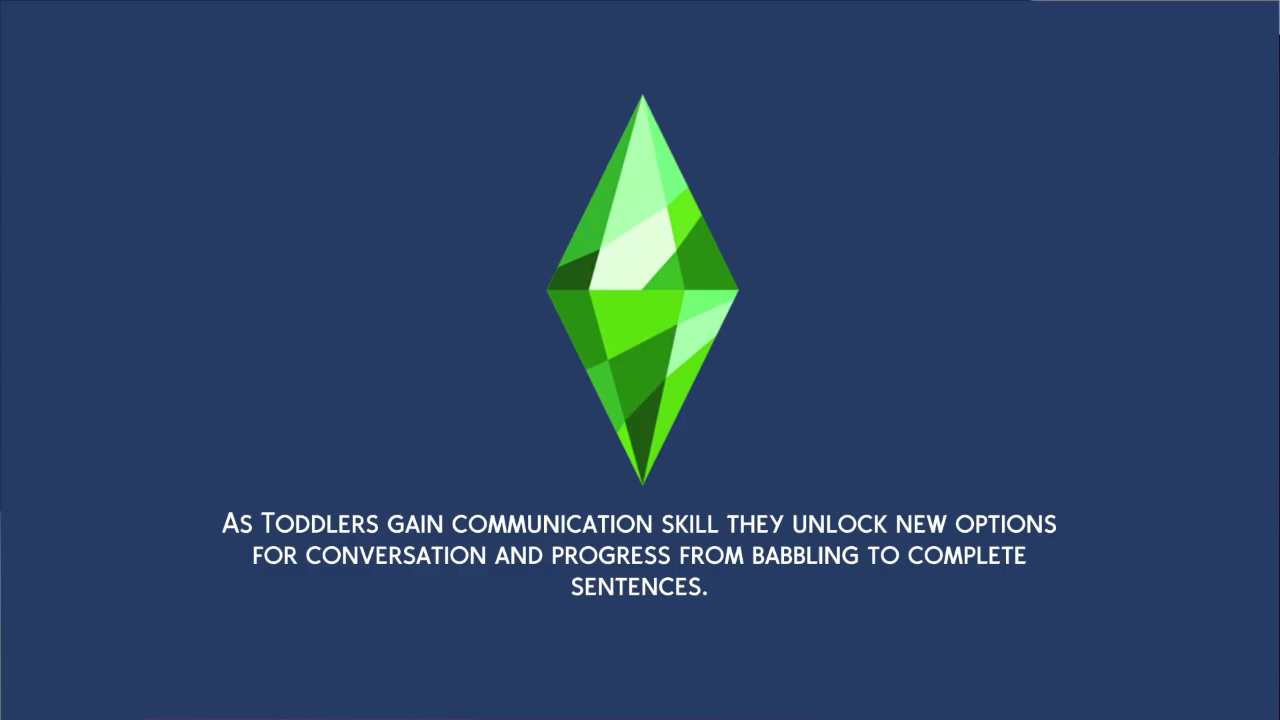 As Toddlers gain communication skill they unlock new options
for conversation and progress from babbling to complete
sentences.